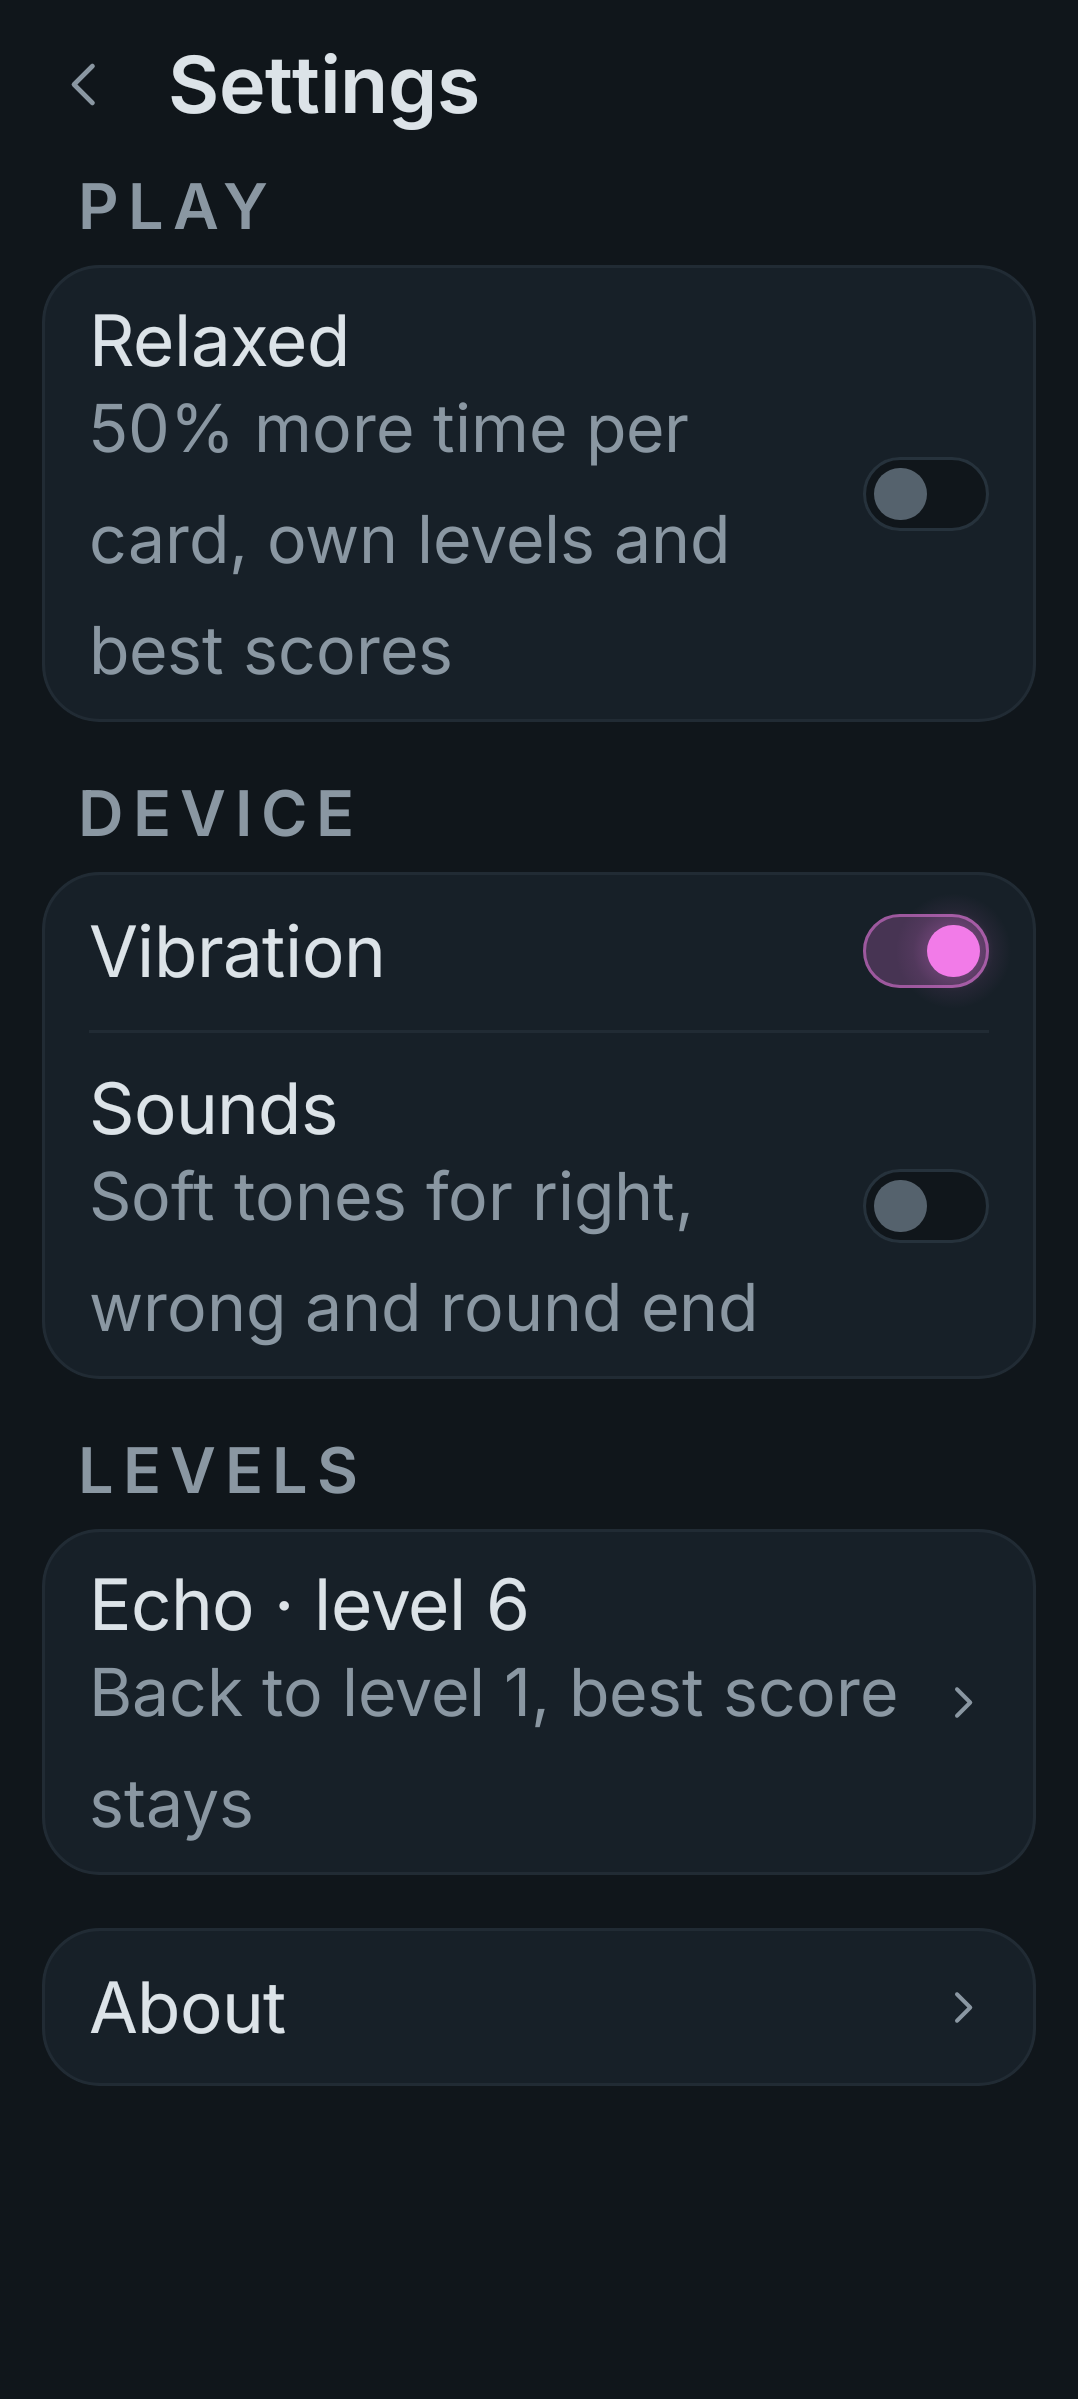 Settings
PLAY
Relaxed
50% more time per
card, own levels and
best scores
DEVICE
Vibration
Sounds
Soft tones for right,
wrong and round end
LEVELS
Echo · level 6
Back to level 1, best score
stays
About